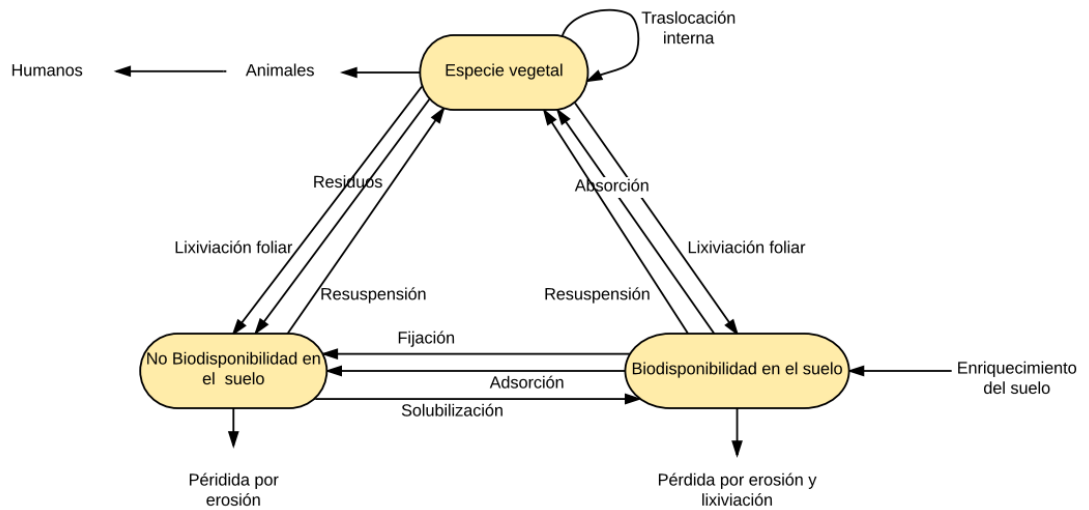 Traslocación
interna
Humanos
Animales
Especie vegetal
Residuos
Absorción
Lixiviación foliar
Lixiviación foliar
Resuspensión
Resuspensión
Fijación
No Biodisponibilidad en
el suelo
Biodisponibilidad en el suelo
Enriquecimiento
del suelo
Adsorción
Solubilización
Péridida por
erosión
Pérdida por erosión y
lixiviación